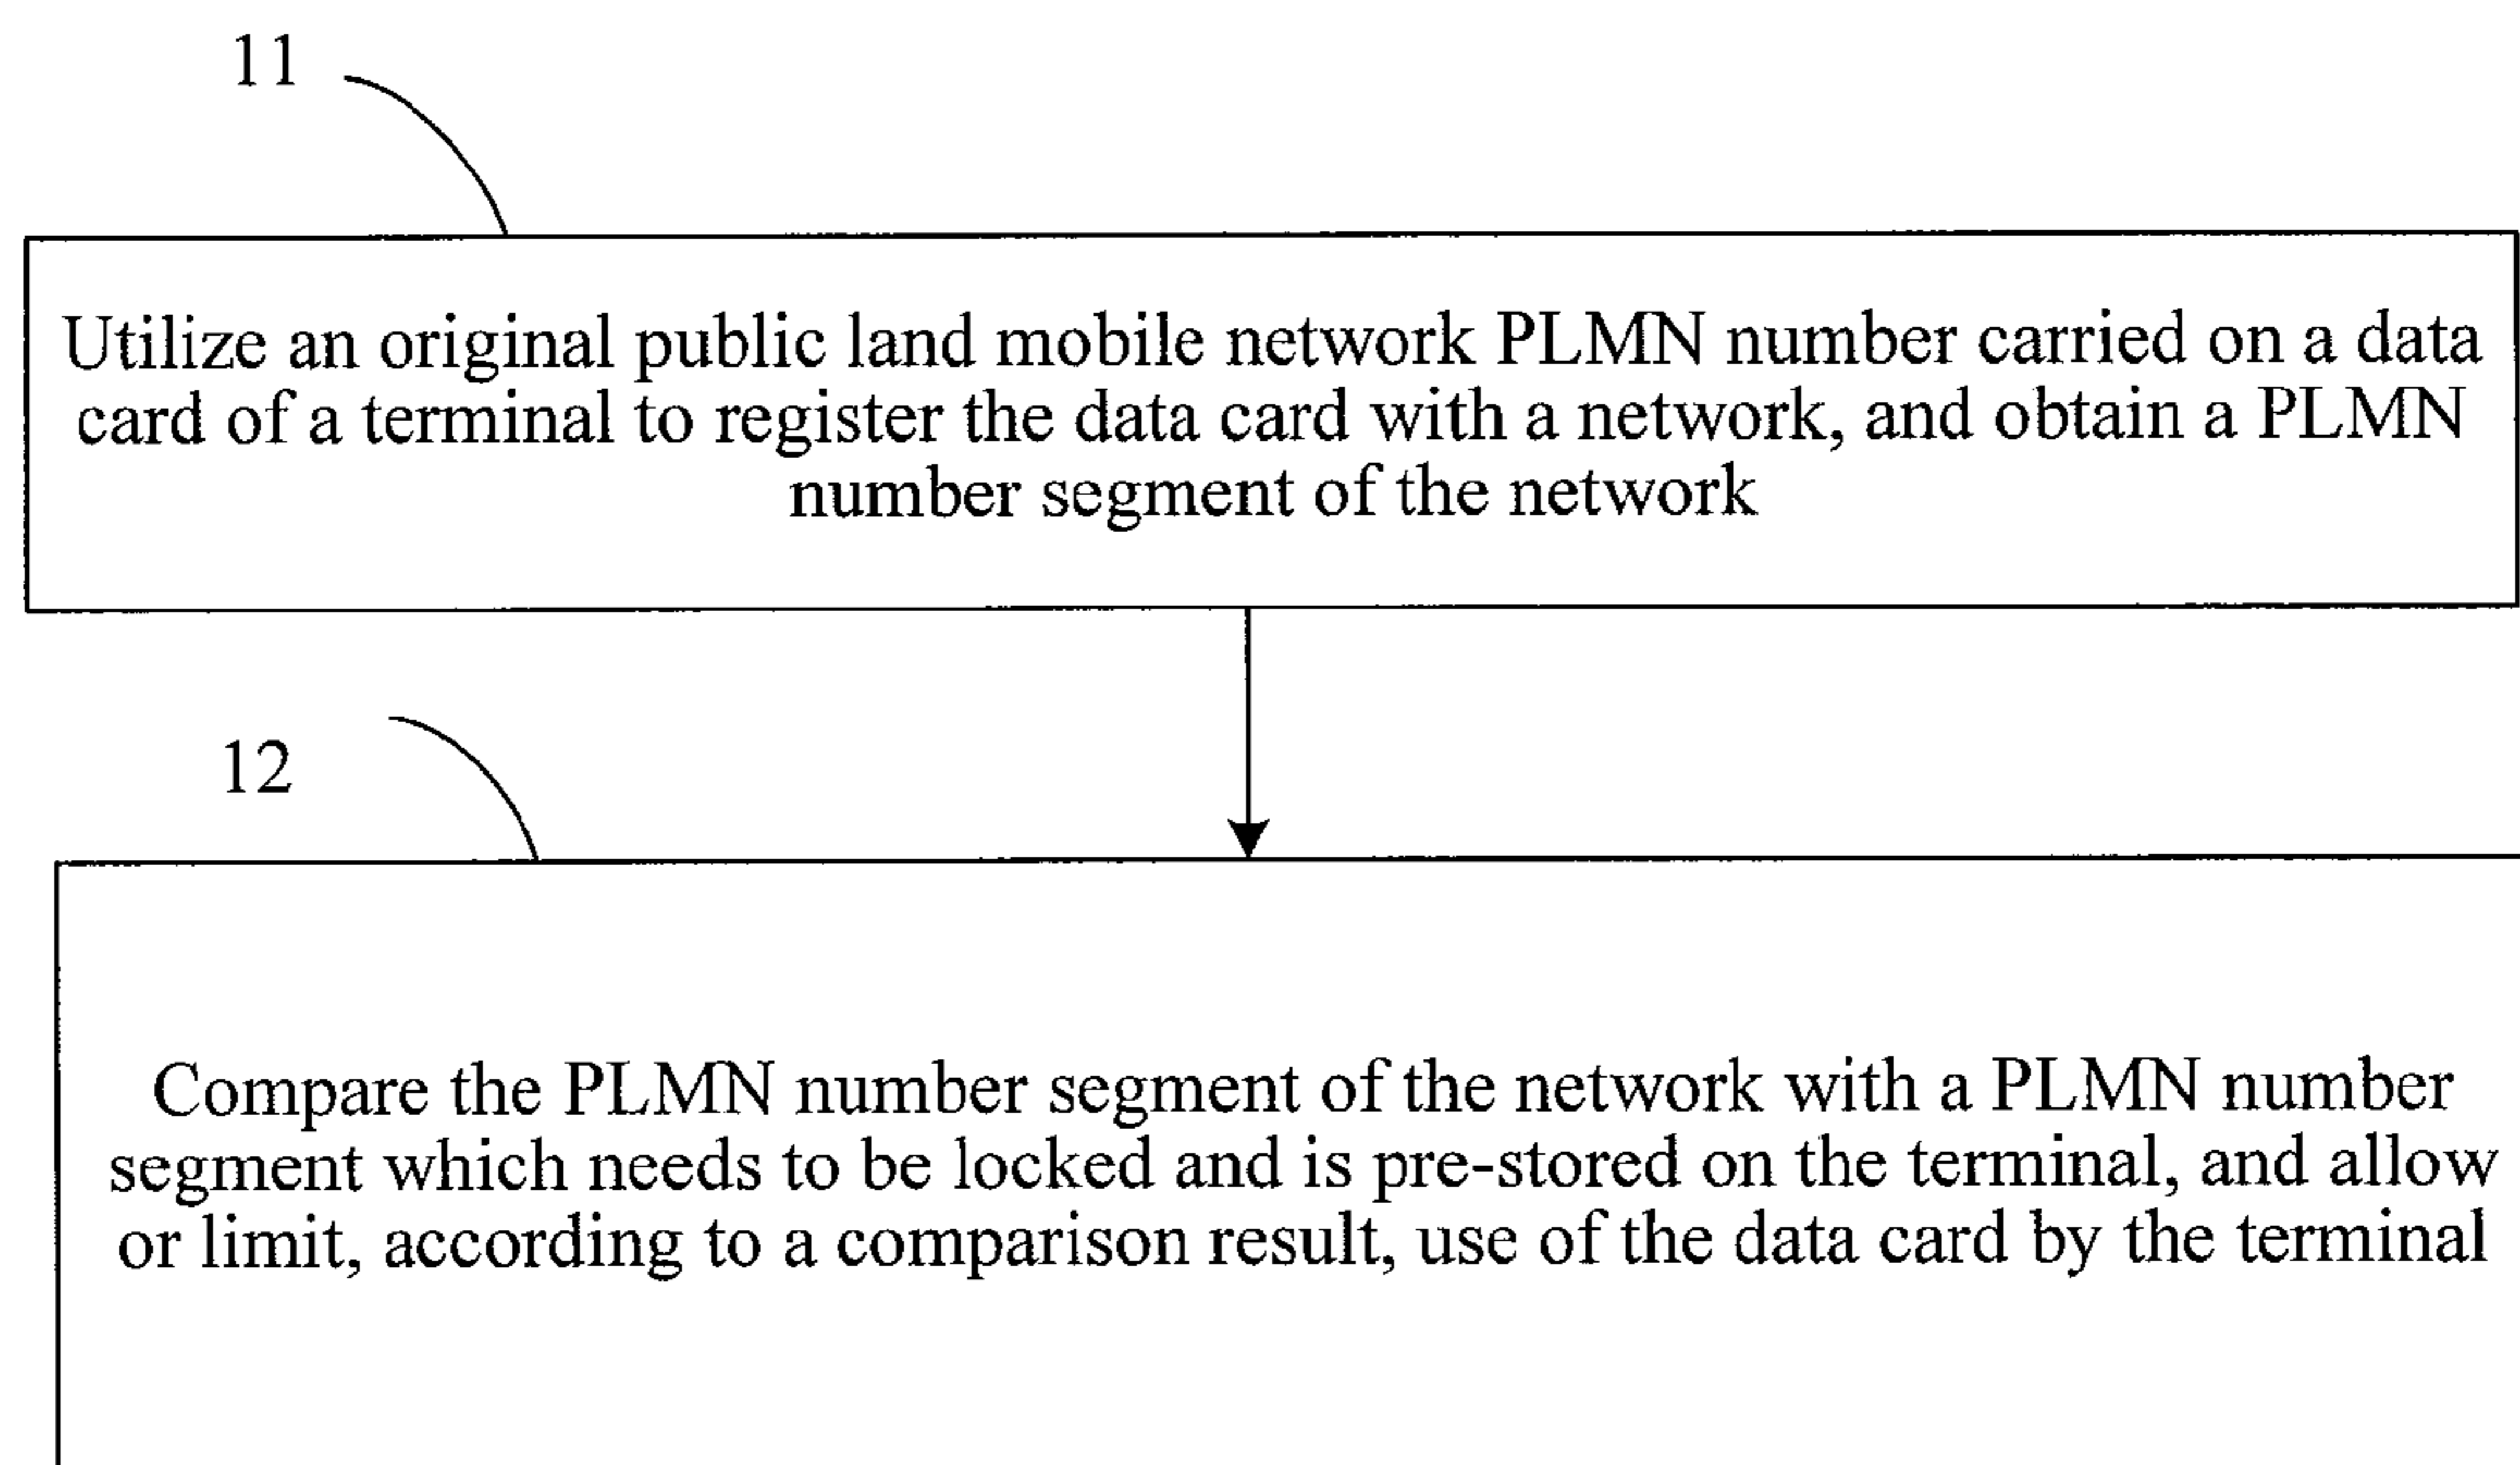 11
Utilize an original public land mobile network PLMN number carried on a data
card of a terminal to register the data card with a network, and obtain a PLMN
number segment of the network
12
Compare the PLMN number segment of the network with a PLMN number
segment which needs to be locked and is pre-stored on the terminal, and allow
or limit, according to a comparison result, use of the data card by the terminal